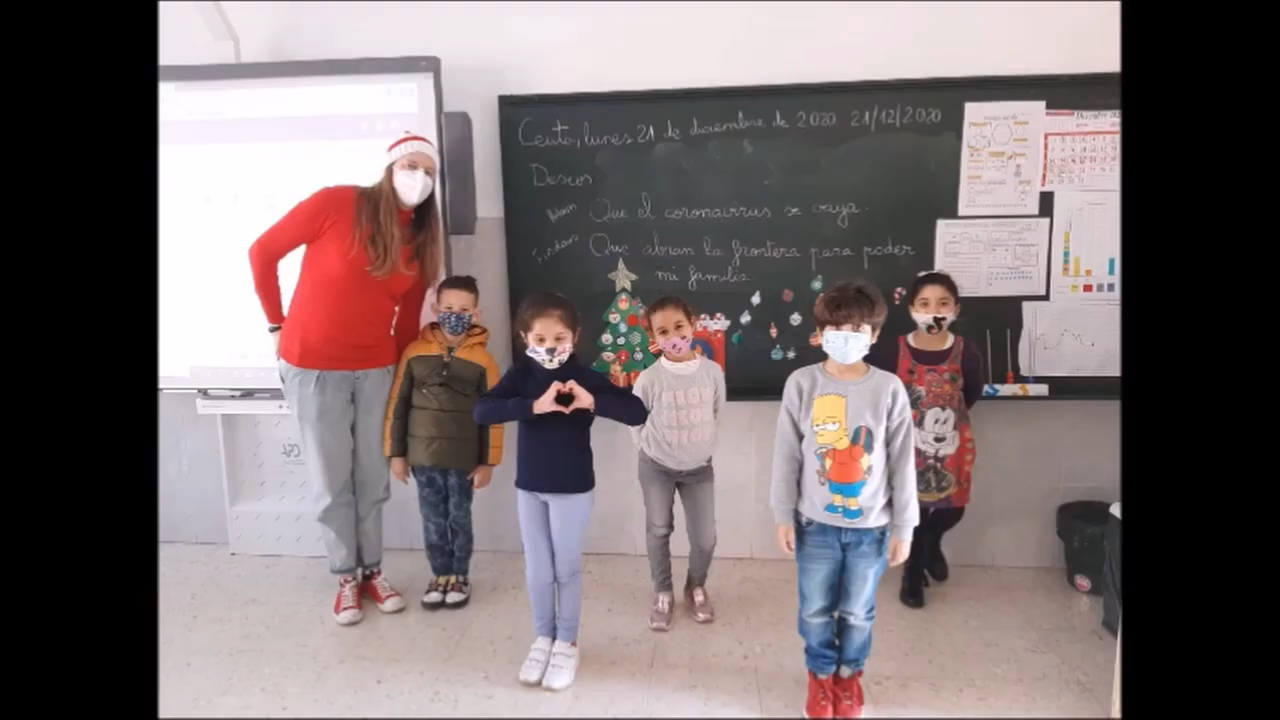 Ceuta, lunes 21 de diciembre de 2020 21/12/2020
Deseos
Adam Que el coronavirus se vaya.
Que abran la frontera para poder
mi familia